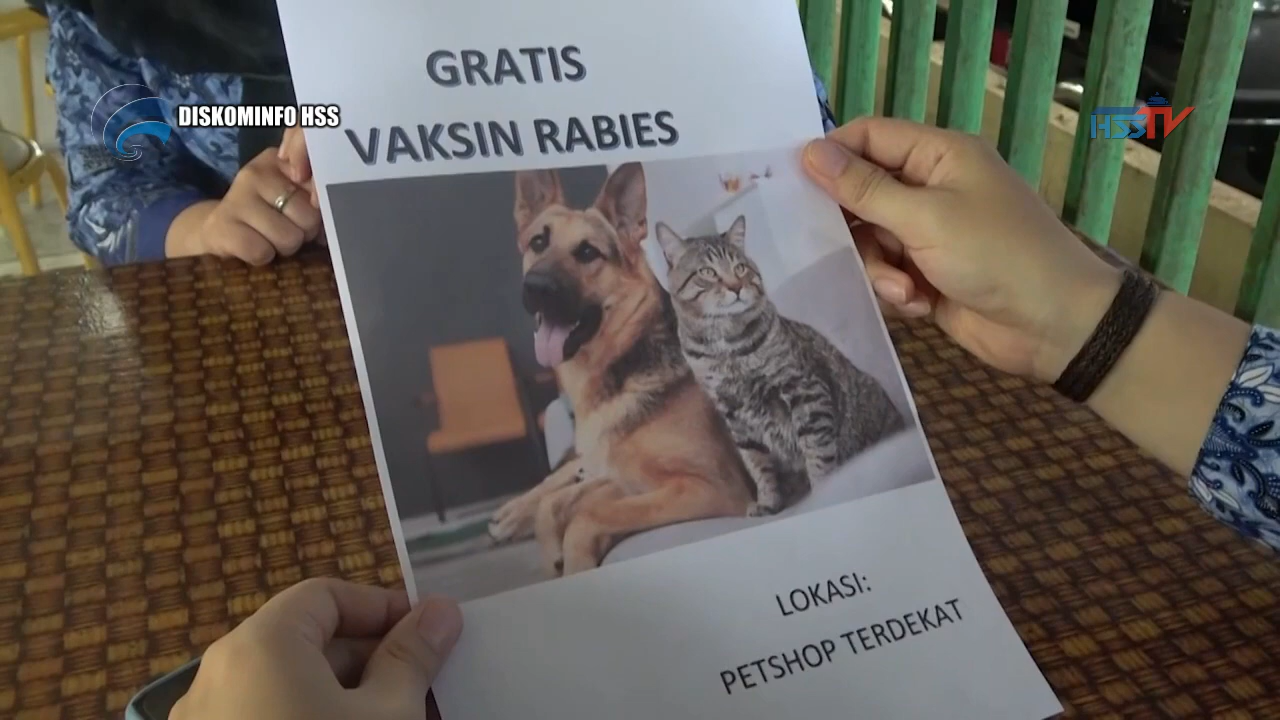 GRATIS
VAKSIN RABIES
DISKOMINFO HSS
HSSTV
LOKASI:
PETSHOP TERDEKAT